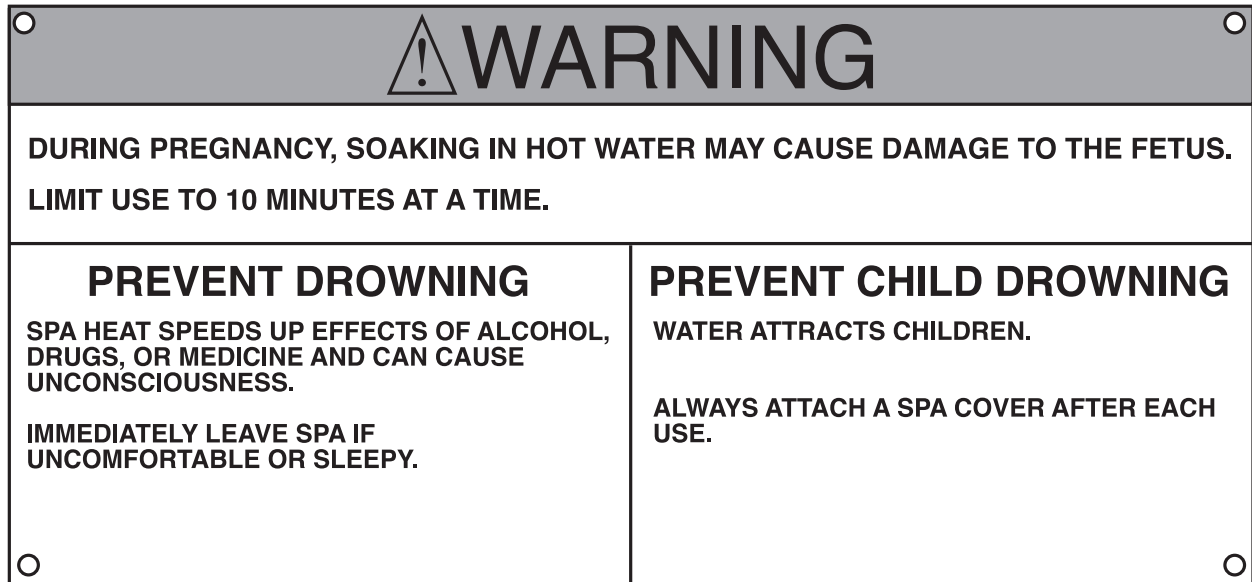 WARNING
DURING PREGNANCY, SOAKING IN HOT WATER MAY CAUSE DAMAGE TO THE FETUS.
LIMIT USE TO 10 MINUTES AT A TIME.
PREVENT DROWNING
SPA HEAT SPEEDS UP EFFECTS OF ALCOHOL,
DRUGS, OR MEDICINE AND CAN CAUSE
UNCONSCIOUSNESS.
IMMEDIATELY LEAVE SPA IF
UNCOMFORTABLE OR SLEEPY.
PREVENT CHILD DROWNING
WATER ATTRACTS CHILDREN.
ALWAYS ATTACH A SPA COVER AFTER EACH
USE.